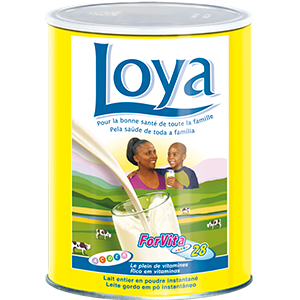 Loya
Pour la bonne santé de toute la famille
Pela saúde de toda a família
ForVita
28
Le plein de vitamines
Rico em vitaminas
Lait entier en poudre instantané
Leite gordo em pó instantâneo